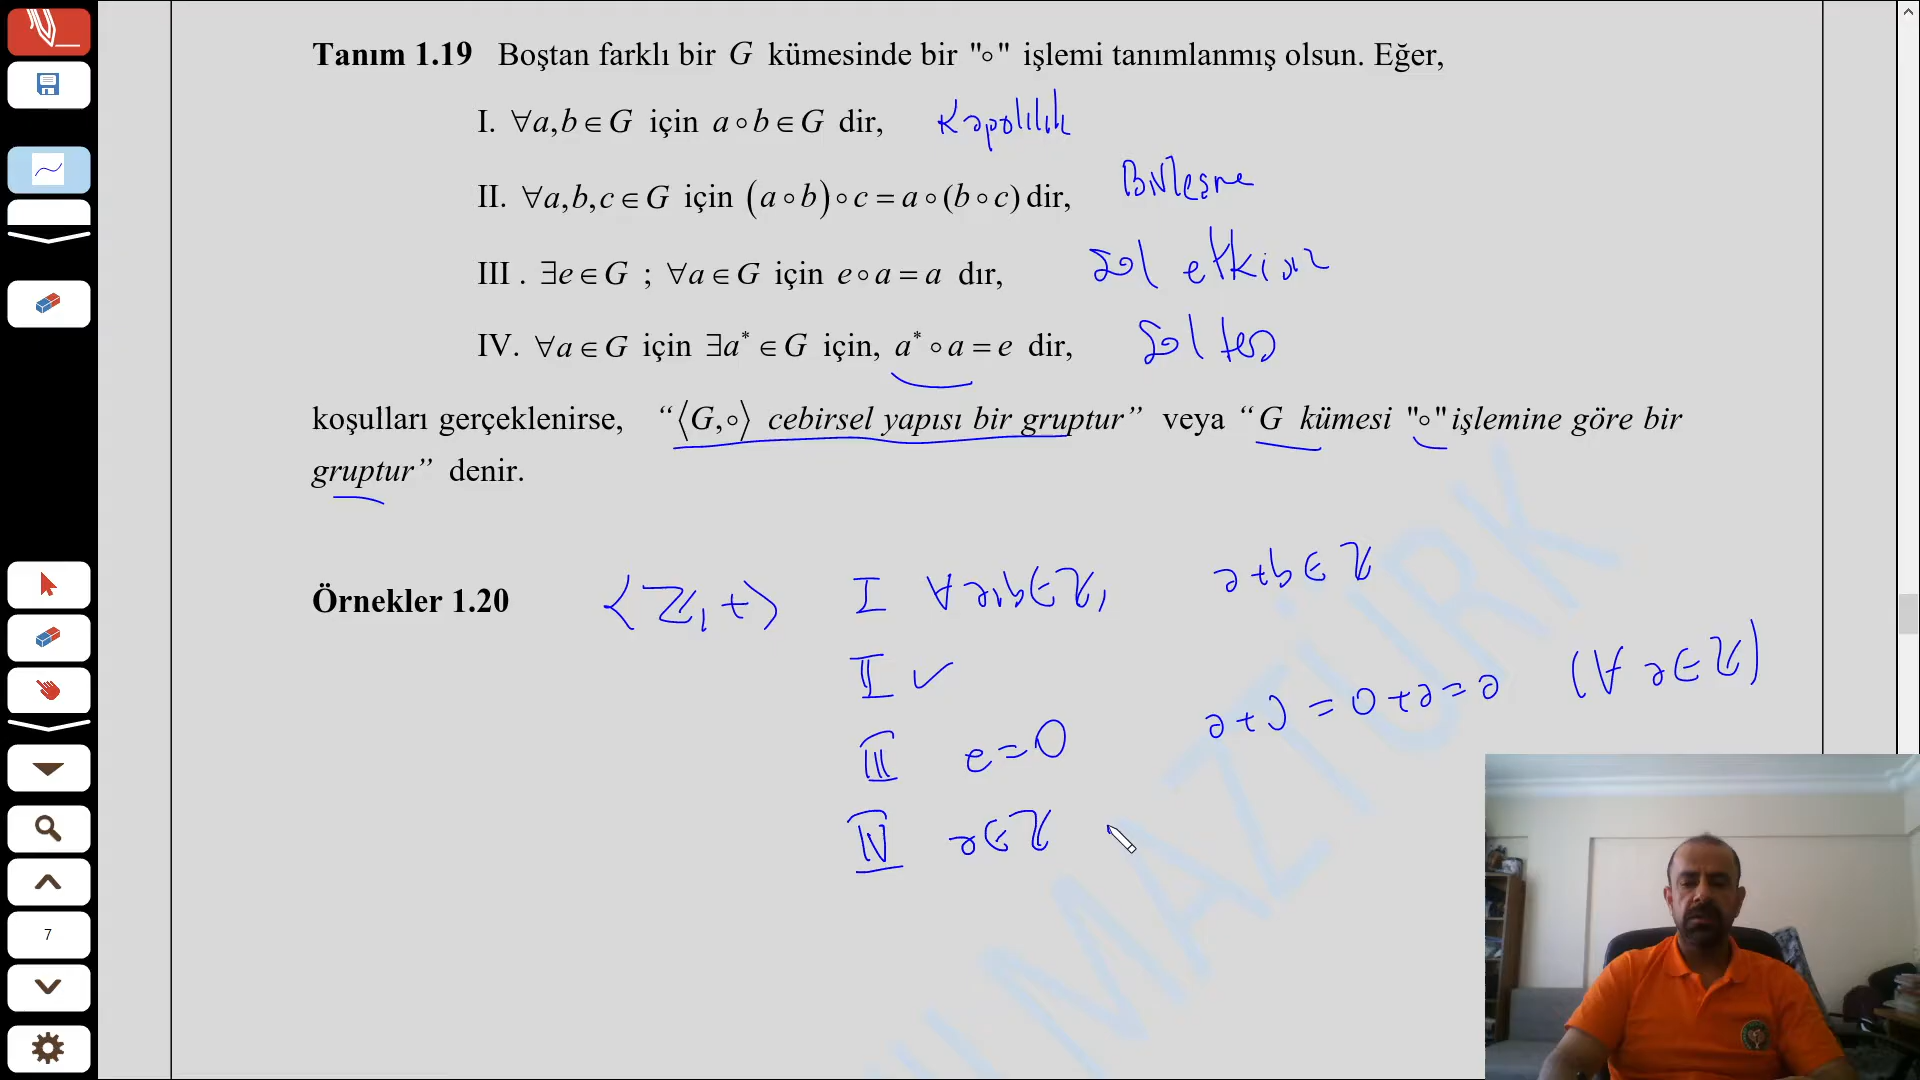 Tanım 1.19 Boştan farklı bir G kümesinde bir "∘" işlemi tanımlanmış olsun. Eğer,
I. ∀a,b∈G için a∘b∈G dir, Kapalılık
II. ∀a,b,c∈G için (a∘b)∘c=a∘(b∘c) dir, Birleşme
III . ∃e∈G ; ∀a∈G için e∘a=a dır, Sol etkisiz
IV. ∀a∈G için ∃a*∈G için, a*∘a=e dir, Sol ters
koşulları gerçeklenirse, “⟨G,∘⟩ cebirsel yapısı bir gruptur” veya “G kümesi "∘" işlemine göre bir
gruptur” denir.
Örnekler 1.20 ⟨ℤ,+⟩ I ∀a,b∈ℤ, a+b∈ℤ
II ✓
III e=0 a+0=0+a=a (∀a∈ℤ)
IV a∈ℤ
7
MAZTÜRK